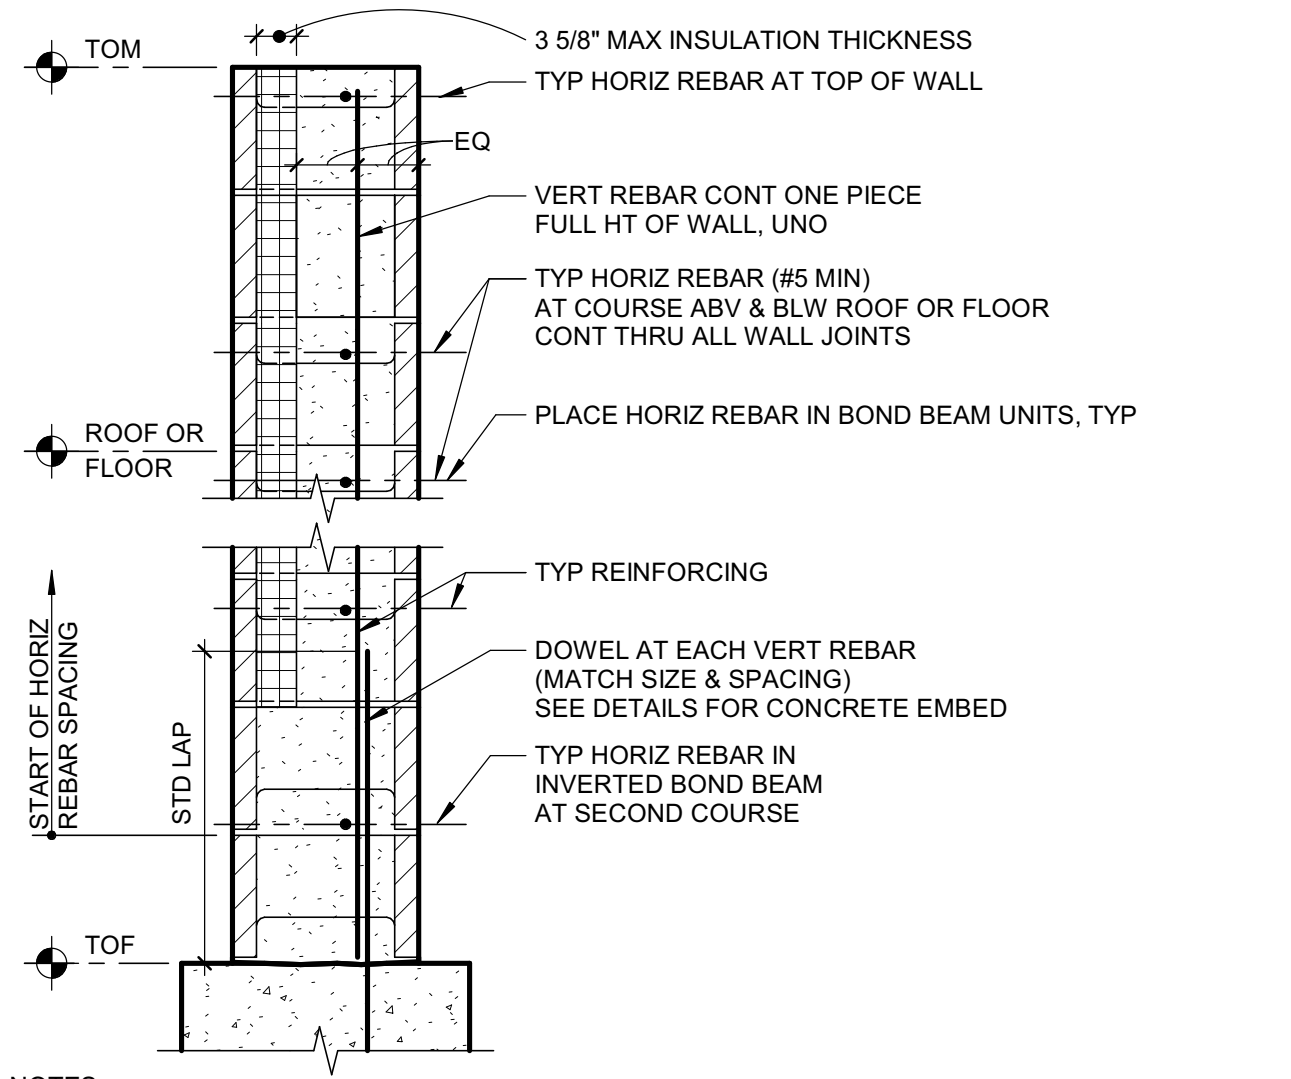 3 5/8" MAX INSULATION THICKNESS
TOM
TYP HORIZ REBAR AT TOP OF WALL
EQ
VERT REBAR CONT ONE PIECE
FULL HT OF WALL, UNO
TYP HORIZ REBAR (#5 MIN)
AT COURSE ABV & BLW ROOF OR FLOOR
CONT THRU ALL WALL JOINTS
PLACE HORIZ REBAR IN BOND BEAM UNITS, TYP
ROOF OR
FLOOR
TYP REINFORCING
DOWEL AT EACH VERT REBAR
(MATCH SIZE & SPACING)
SEE DETAILS FOR CONCRETE EMBED
START OF HORIZ
REBAR SPACING
STD LAP
TYP HORIZ REBAR IN
INVERTED BOND BEAM
AT SECOND COURSE
TOF